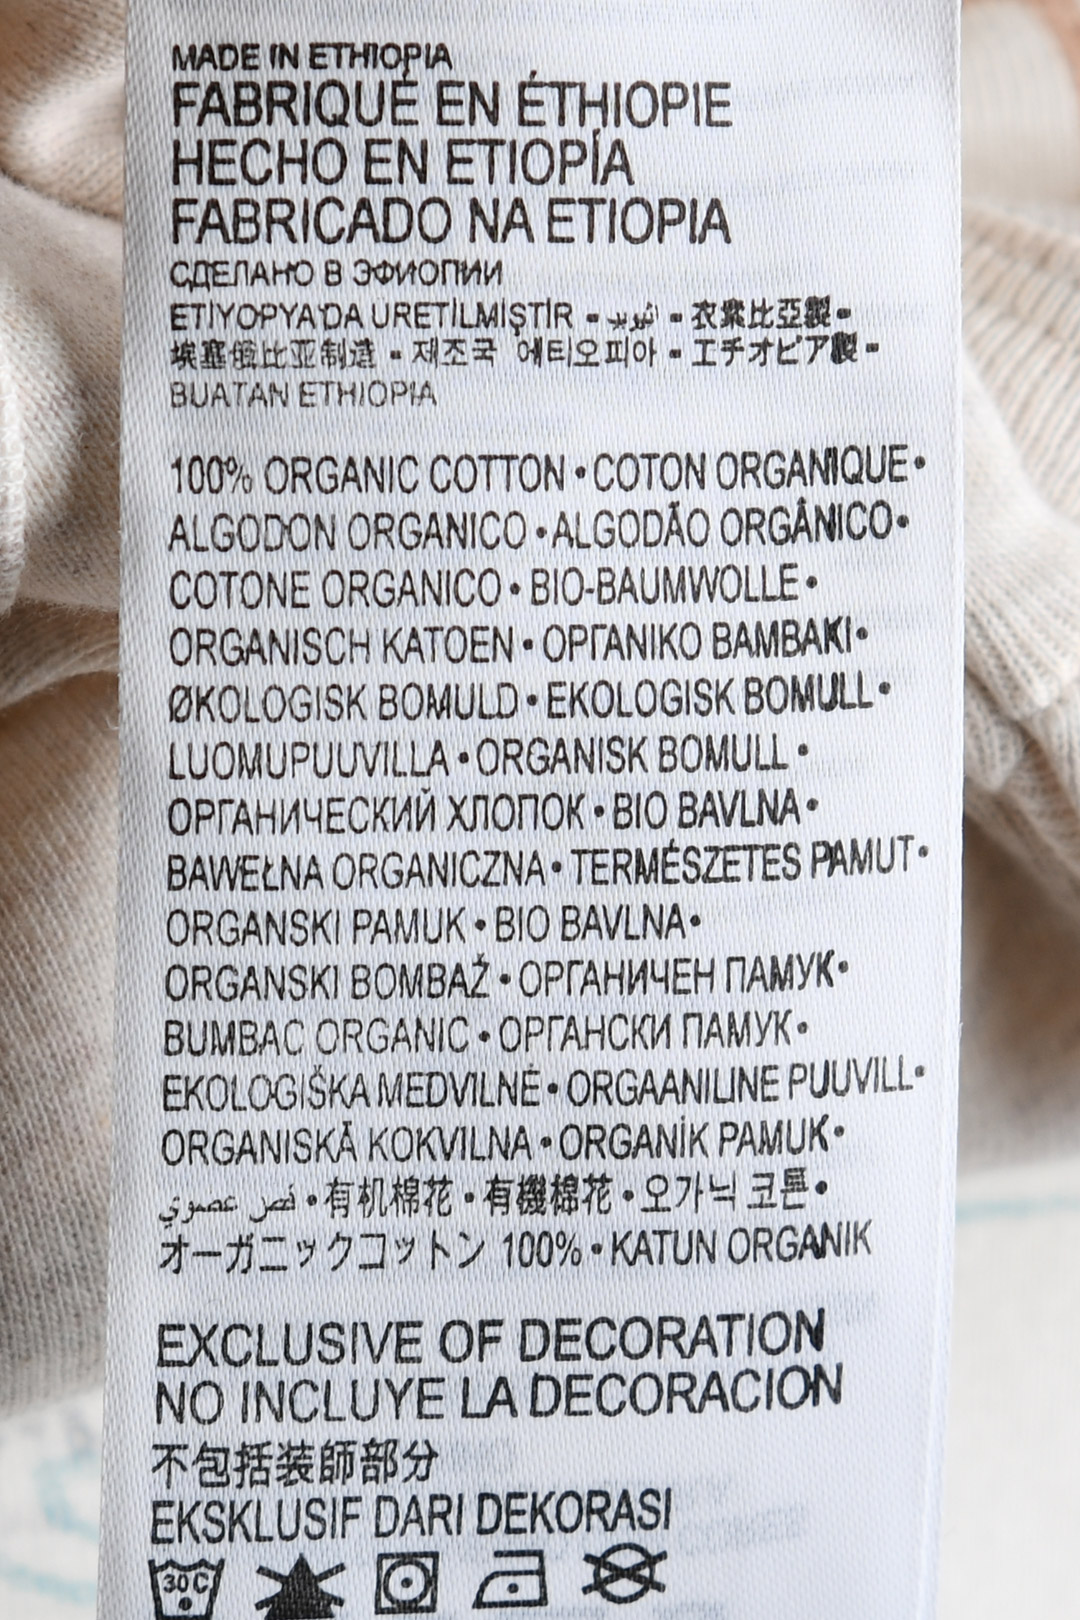 MADE IN ETHIOPIA
FABRIQUÉ EN ÉTHIOPIE
HECHO EN ETIOPÍA
FABRICADO NA ETIOPIA
СДЕЛАНО В ЭФИОПИИ
ETİYOPYA'DA ÜRETİLMİŞTİR • • 衣索比亞製 •
埃塞俄比亚制造 • 제조국 에티오피아 • エチオピア製 •
BUATAN ETHIOPIA
100% ORGANIC COTTON • COTON ORGANIQUE •
ALGODON ORGANICO • ALGODÃO ORGÂNICO •
COTONE ORGANICO • BIO-BAUMWOLLE •
ORGANISCH KATOEN • ΟΡΓΑΝΙΚΟ ΒΑΜΒΑΚΙ •
ØKOLOGISK BOMULD • EKOLOGISK BOMULL •
LUOMUPUUVILLA • ORGANISK BOMULL •
ОРГАНИЧЕСКИЙ ХЛОПОК • BIO BAVLNA •
BAWEŁNA ORGANICZNA • TERMÉSZETES PAMUT •
ORGANSKI PAMUK • BIO BAVLNA •
ORGANSKI BOMBAŽ • ОРГАНИЧЕН ПАМУК •
BUMBAC ORGANIC • ОРГАНСКИ ПАМУК •
EKOLOGIŠKA MEDVILNĖ • ORGAANILINE PUUVILL •
ORGANISKĀ KOKVILNA • ORGANİK PAMUK •
عضوي • 有机棉花 • 有機棉花 • 오가닉 코튼 •
オーガニックコットン 100% • KATUN ORGANIK
EXCLUSIVE OF DECORATION
NO INCLUYE LA DECORACION
不包括装師部分
EKSKLUSIF DARI DEKORASI
30 C